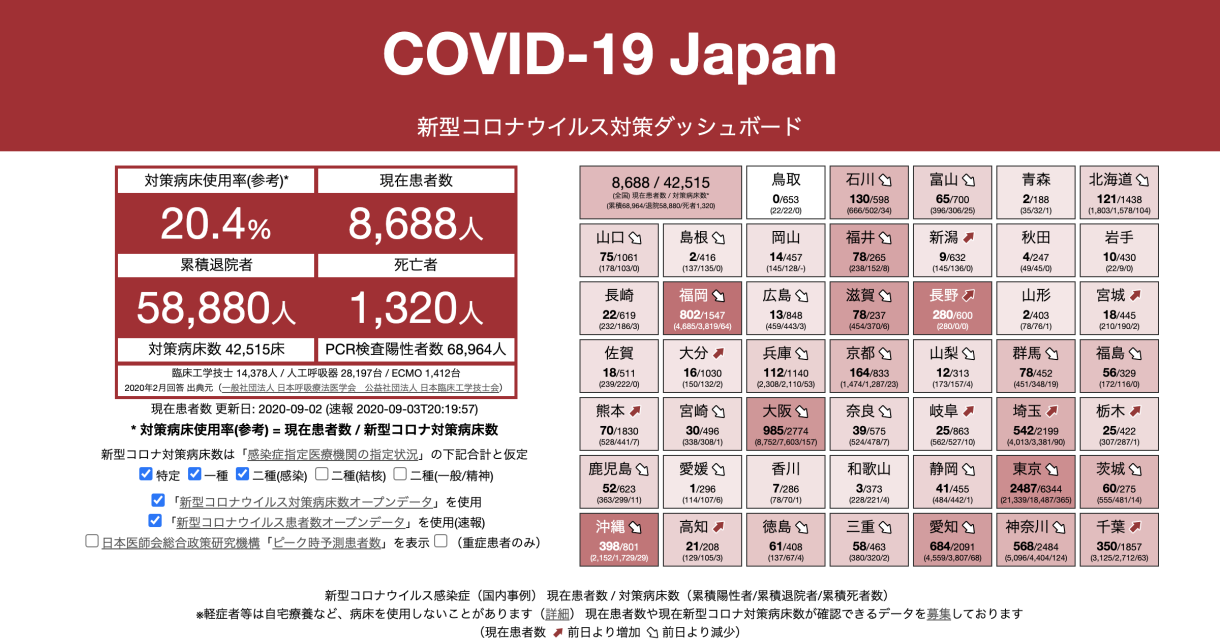 COVID-19 Japan
新型コロナウイルス対策ダッシュボード
対策病床使用率(参考)*
現在患者数
20.4%
8,688人
累積退院者
死亡者
58,880人
1,320人
対策病床数 42,515床
PCR検査陽性者数 68,964人
臨床工学技士 14,378人 / 人工呼吸器 28,197台 / ECMO 1,412台
2020年2月回答 出典元（一般社団法人 日本呼吸療法医学会　公益社団法人 日本臨床工学技士会）
現在患者数 更新日: 2020-09-02 (速報 2020-09-03T20:19:57)
* 対策病床使用率(参考) = 現在患者数 / 新型コロナ対策病床数
新型コロナ対策病床数は「感染症指定医療機関の指定状況」の下記合計と仮定
特定 一種 二種(感染) 二種(結核) 二種(一般/精神)
「新型コロナウイルス対策病床数オープンデータ」を使用
「新型コロナウイルス患者数オープンデータ」を使用(速報)
日本医師会総合政策研究機構「ピーク時予測患者数」を表示 （重症患者のみ）
8,688 / 42,515
(全国) 現在患者数 / 対策病床数*
(累積68,964/退院58,880/死者1,320)
鳥取
0/653
(22/22/0)
石川
130/598
(666/502/34)
富山
65/700
(396/306/25)
青森
2/188
(35/32/1)
北海道
121/1438
(1,803/1,578/104)
山口
75/1061
(178/103/0)
島根
2/416
(137/135/0)
岡山
14/457
(145/128/-)
福井
78/265
(238/152/8)
新潟
9/632
(145/136/0)
秋田
4/247
(49/45/0)
岩手
10/430
(22/9/0)
長崎
22/619
(232/186/3)
福岡
802/1547
(4,685/3,819/64)
広島
13/848
(459/443/3)
滋賀
78/237
(454/370/6)
長野
280/600
(280/0/0)
山形
2/403
(78/76/1)
宮城
18/445
(210/190/2)
佐賀
18/511
(239/222/0)
大分
16/1030
(150/132/2)
兵庫
112/1140
(2,308/2,110/53)
京都
164/833
(1,474/1,287/23)
山梨
12/313
(173/157/4)
群馬
78/452
(451/348/19)
福島
56/329
(172/116/0)
熊本
70/1830
(528/441/7)
宮崎
30/496
(338/308/1)
大阪
985/2774
(8,752/7,603/157)
奈良
39/575
(524/478/7)
岐阜
25/863
(562/527/10)
埼玉
542/2199
(4,013/3,381/90)
栃木
25/422
(307/287/1)
鹿児島
52/623
(363/299/11)
愛媛
1/296
(114/107/6)
香川
7/286
(78/70/1)
和歌山
3/373
(228/221/4)
静岡
41/455
(484/442/1)
東京
2487/6344
(21,339/18,487/365)
茨城
60/275
(555/481/14)
沖縄
398/801
(2,152/1,729/29)
高知
21/208
(129/105/3)
徳島
61/408
(137/67/4)
三重
58/463
(380/320/2)
愛知
684/2091
(4,559/3,807/68)
神奈川
568/2484
(5,096/4,404/124)
千葉
350/1857
(3,125/2,712/63)
新型コロナウイルス感染症（国内事例） 現在患者数 / 対策病床数（累積陽性者/累積退院者/累積死者数）
※軽症者等は自宅療養など、病床を使用しないことがあります（詳細） 現在患者数や現在新型コロナ対策病床数が確認できるデータを募集しております
（現在患者数 前日より増加 前日より減少）